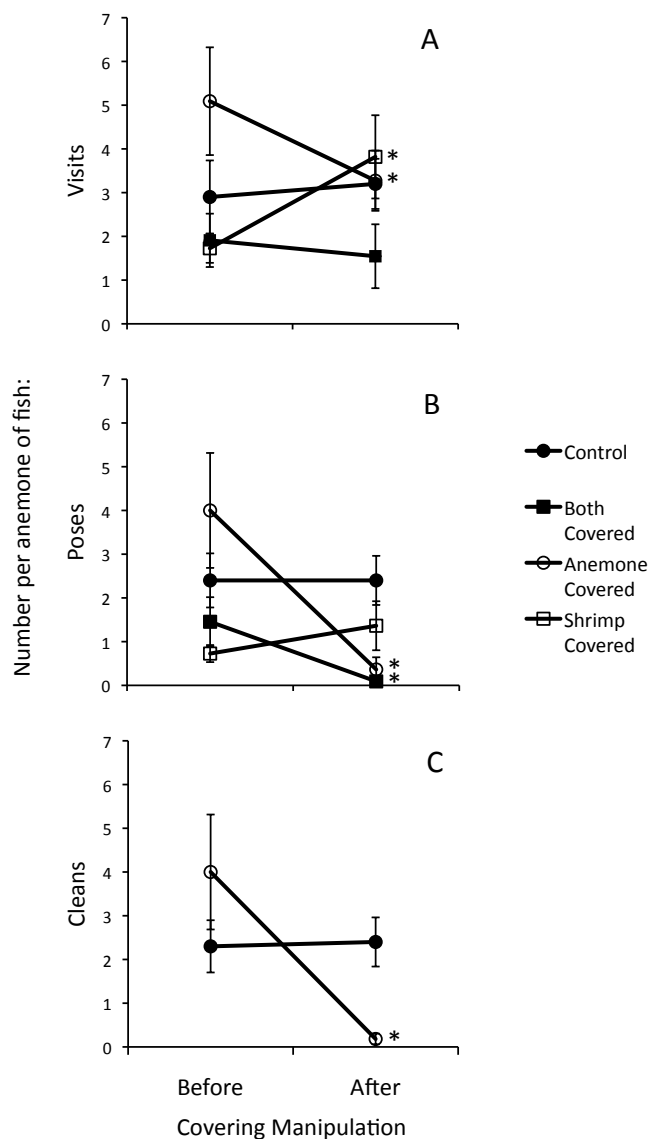 7
6
5
4
3
2
1
0
Visits
A
*
*
7
6
5
4
3
2
1
0
Number per anemone of fish:
Poses
B
*
*
Control
Both
Covered
Anemone
Covered
Shrimp
Covered
7
6
5
4
3
2
1
0
Cleans
C
*
Before After
Covering Manipulation